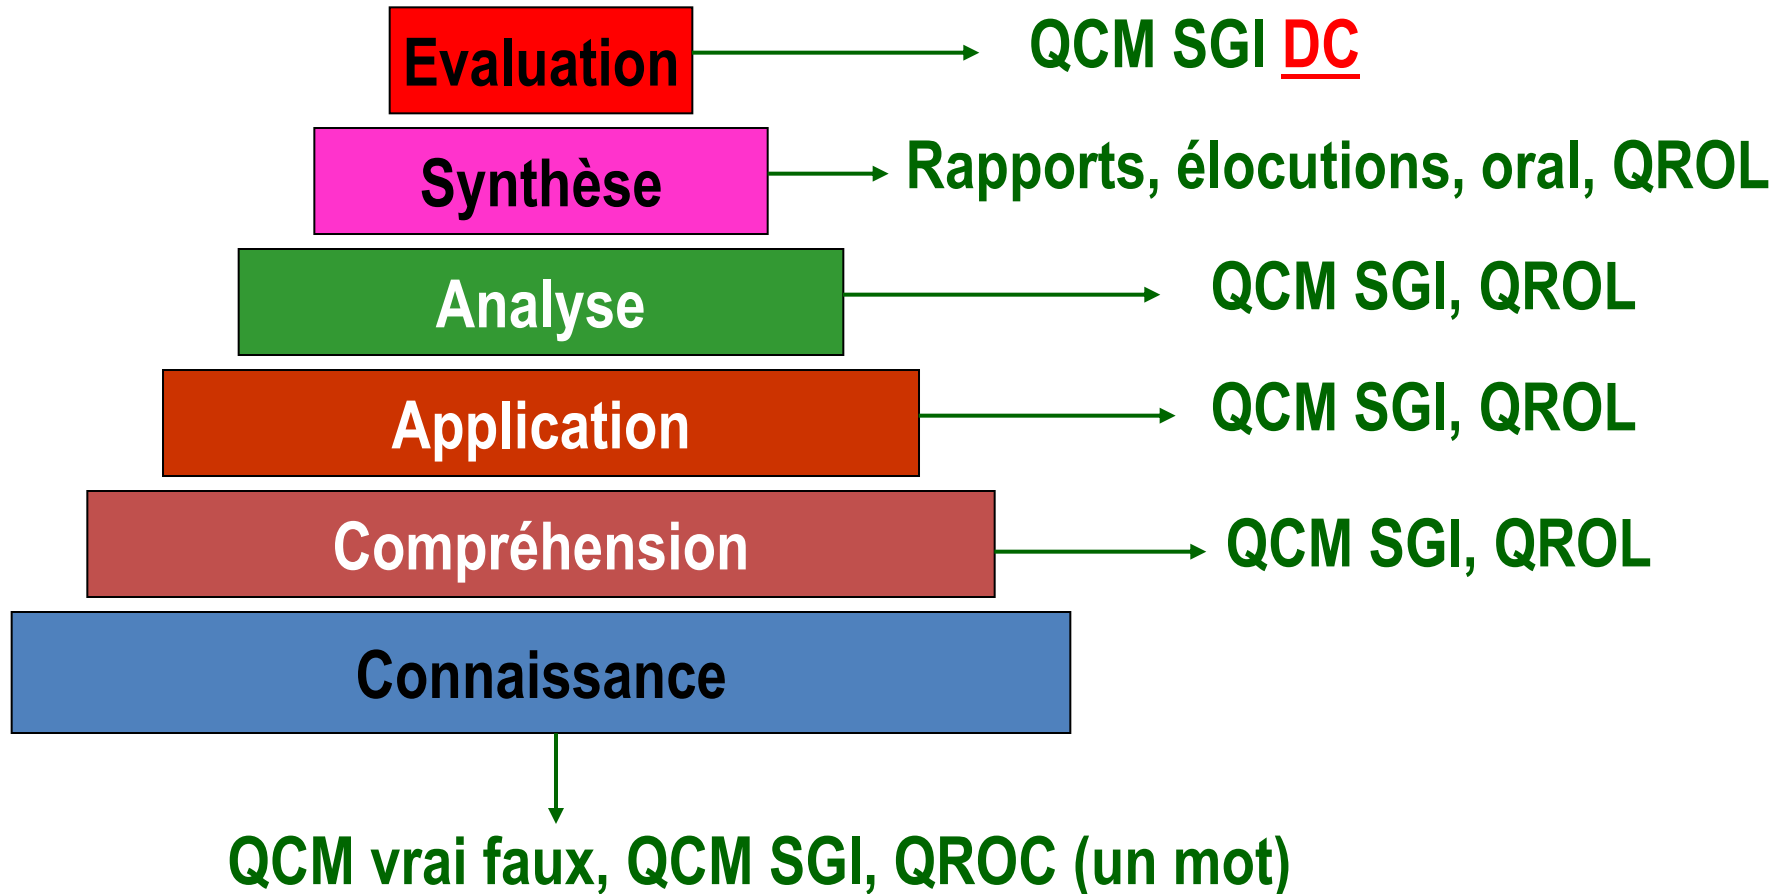 Evaluation
QCM SGI DC
Synthèse
Rapports, élocutions, oral, QROL
Analyse
QCM SGI, QROL
Application
QCM SGI, QROL
Compréhension
QCM SGI, QROL
Connaissance
QCM vrai faux, QCM SGI, QROC (un mot)